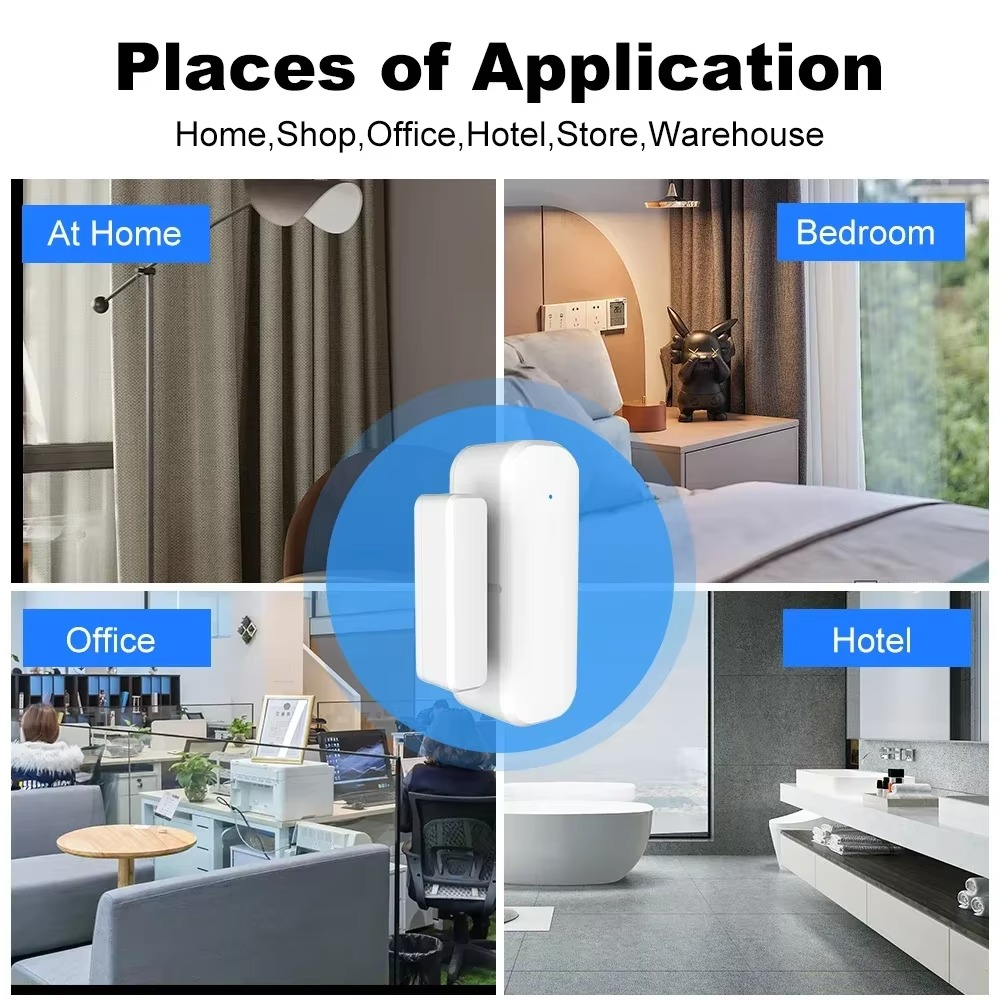 Places of Application
Home,Shop,Office,Hotel,Store,Warehouse
At Home
Bedroom
Office
Hotel